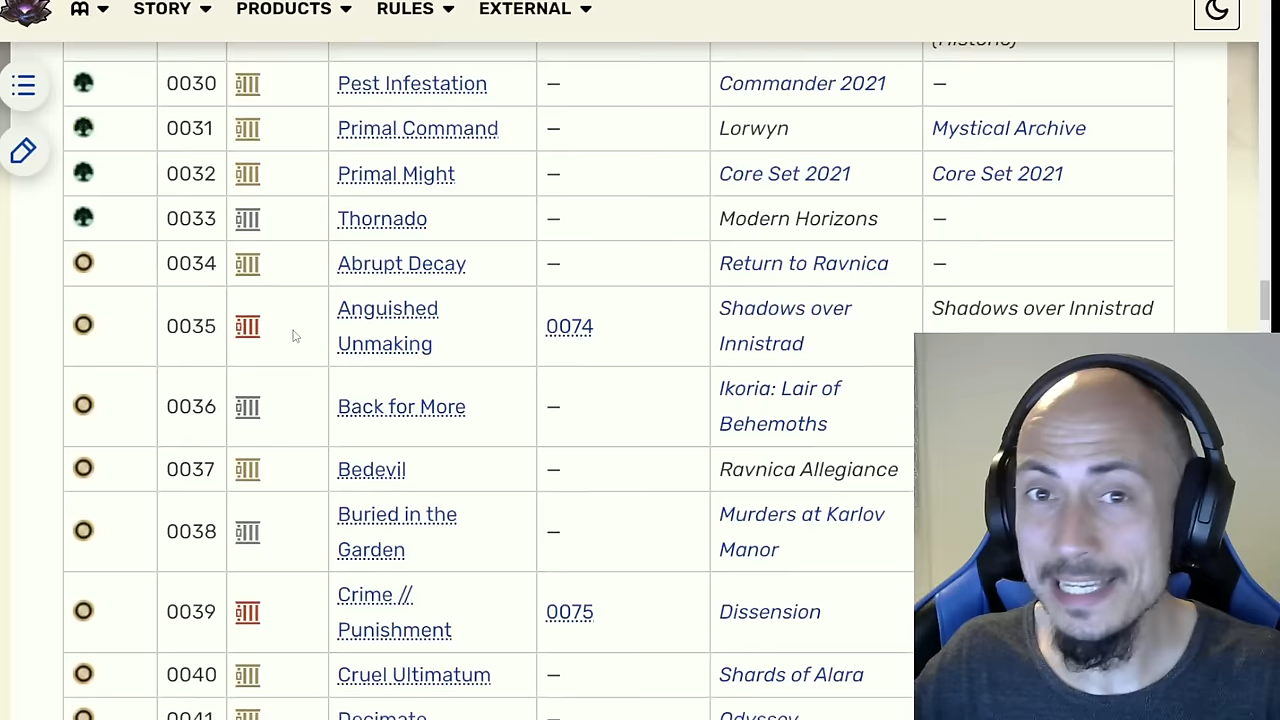 STORY PRODUCTS RULES EXTERNAL
(Historic)
0030 Pest Infestation – Commander 2021 –
0031 Primal Command – Lorwyn Mystical Archive
0032 Primal Might – Core Set 2021 Core Set 2021
0033 Thornado – Modern Horizons –
0034 Abrupt Decay – Return to Ravnica –
0035 Anguished Unmaking 0074 Shadows over Innistrad Shadows over Innistrad
0036 Back for More – Ikoria: Lair of Behemoths
0037 Bedevil – Ravnica Allegiance
0038 Buried in the Garden – Murders at Karlov Manor
0039 Crime // Punishment 0075 Dissension
0040 Cruel Ultimatum – Shards of Alara
0041 Decimate Odyssey